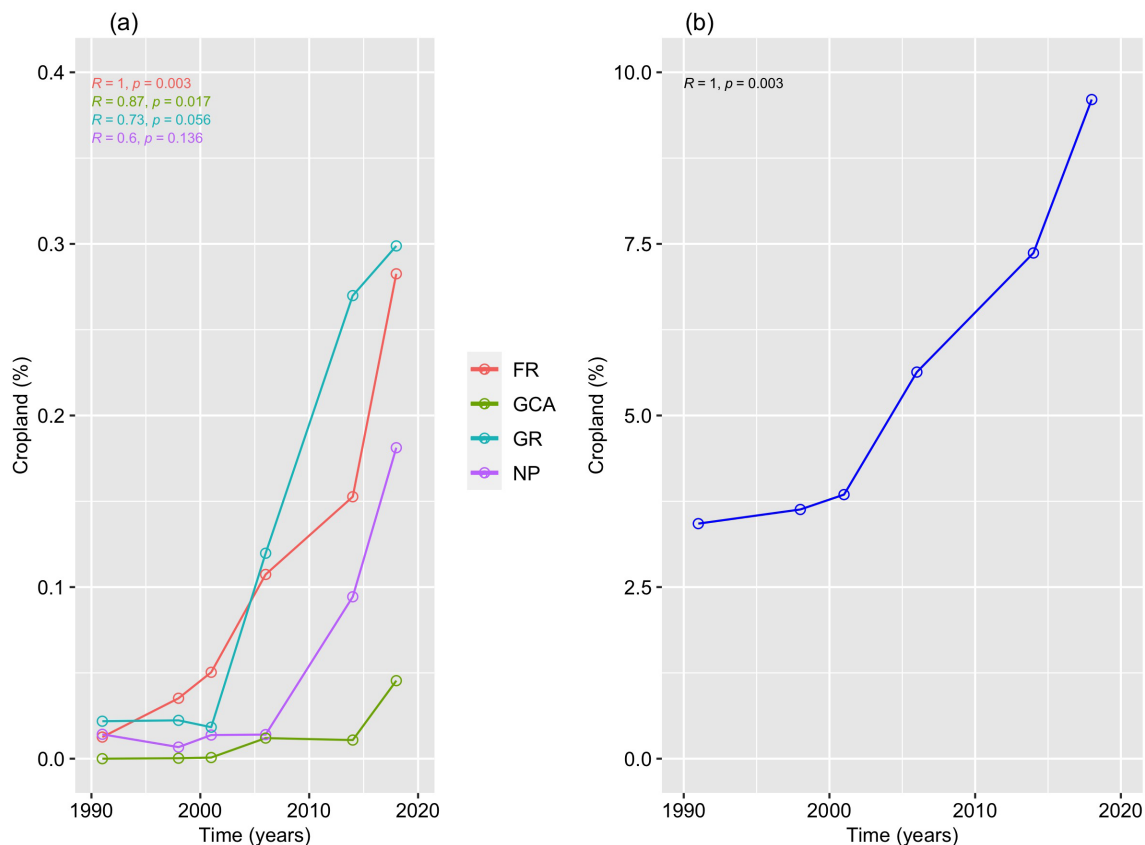 (a)
0.4
0.3
0.2
0.1
0.0
Cropland (%)
R = 1, p = 0.003
R = 0.87, p = 0.017
R = 0.73, p = 0.056
R = 0.6, p = 0.136
1990 2000 2010 2020
Time (years)
FR
GCA
GR
NP
(b)
10.0
7.5
5.0
2.5
0.0
Cropland (%)
R = 1, p = 0.003
1990 2000 2010 2020
Time (years)